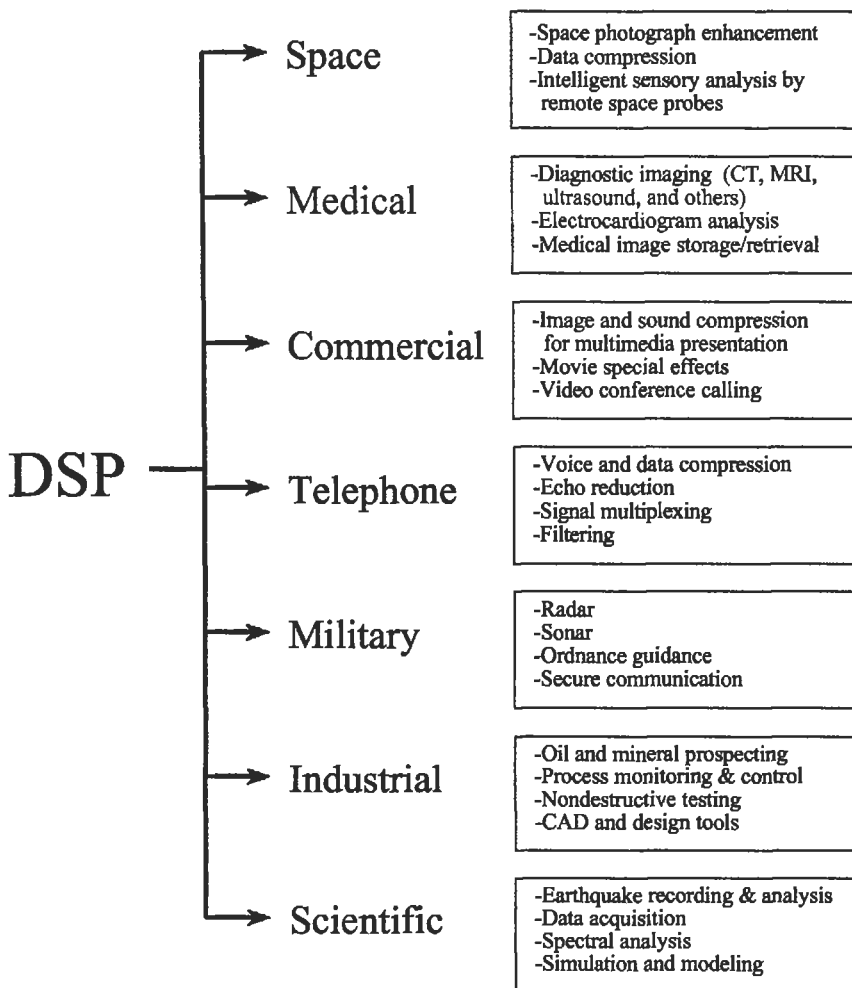 DSP
Space
-Space photograph enhancement
-Data compression
-Intelligent sensory analysis by
remote space probes
Medical
-Diagnostic imaging (CT, MRI,
ultrasound, and others)
-Electrocardiogram analysis
-Medical image storage/retrieval
Commercial
-Image and sound compression
for multimedia presentation
-Movie special effects
-Video conference calling
Telephone
-Voice and data compression
-Echo reduction
-Signal multiplexing
-Filtering
Military
-Radar
-Sonar
-Ordnance guidance
-Secure communication
Industrial
-Oil and mineral prospecting
-Process monitoring & control
-Nondestructive testing
-CAD and design tools
Scientific
-Earthquake recording & analysis
-Data acquisition
-Spectral analysis
-Simulation and modeling